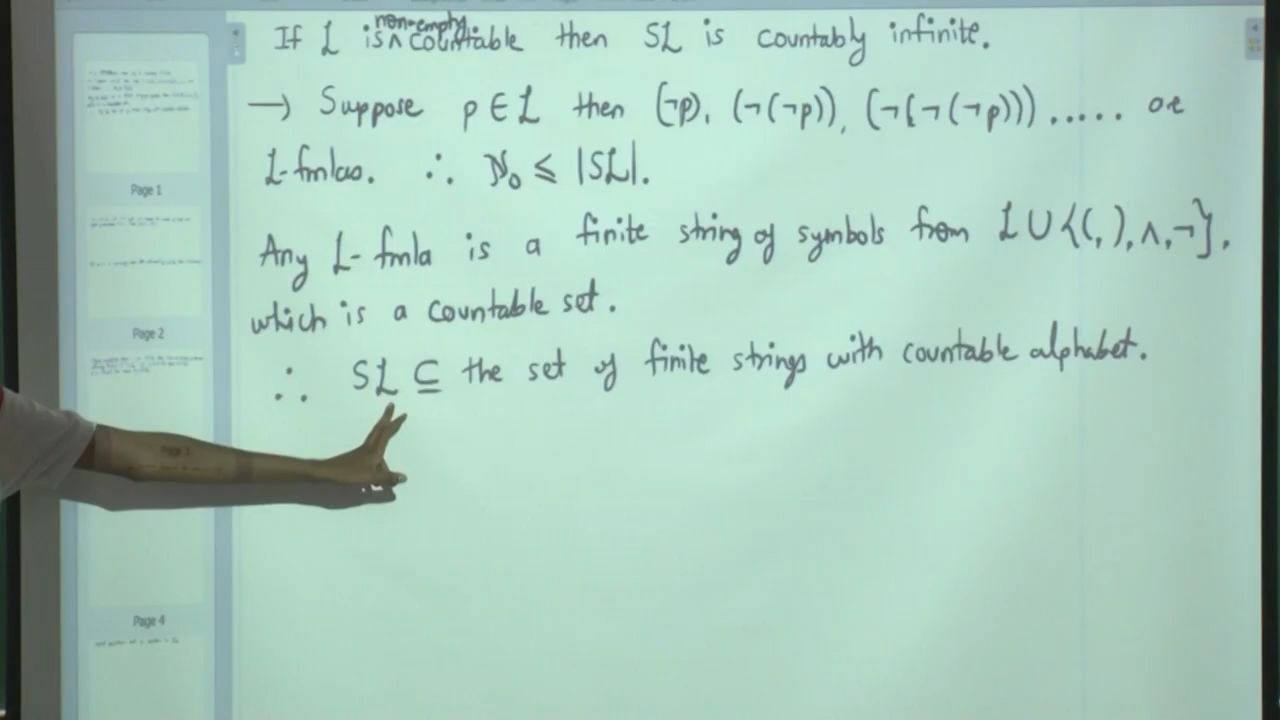 If L is non-empty countable then SL is countably infinite.
→ Suppose p ∈ L then (¬p), (¬(¬p)), (¬(¬(¬p))) ..... are
L-fmlas. ∴ ℵ₀ ≤ |SL|.
Any L-fmla is a finite string of symbols from L ∪ {(, ), ∧, ¬},
which is a countable set.
∴ SL ⊆ the set of finite strings with countable alphabet.
Page 1
Page 2
Page 3
Page 4